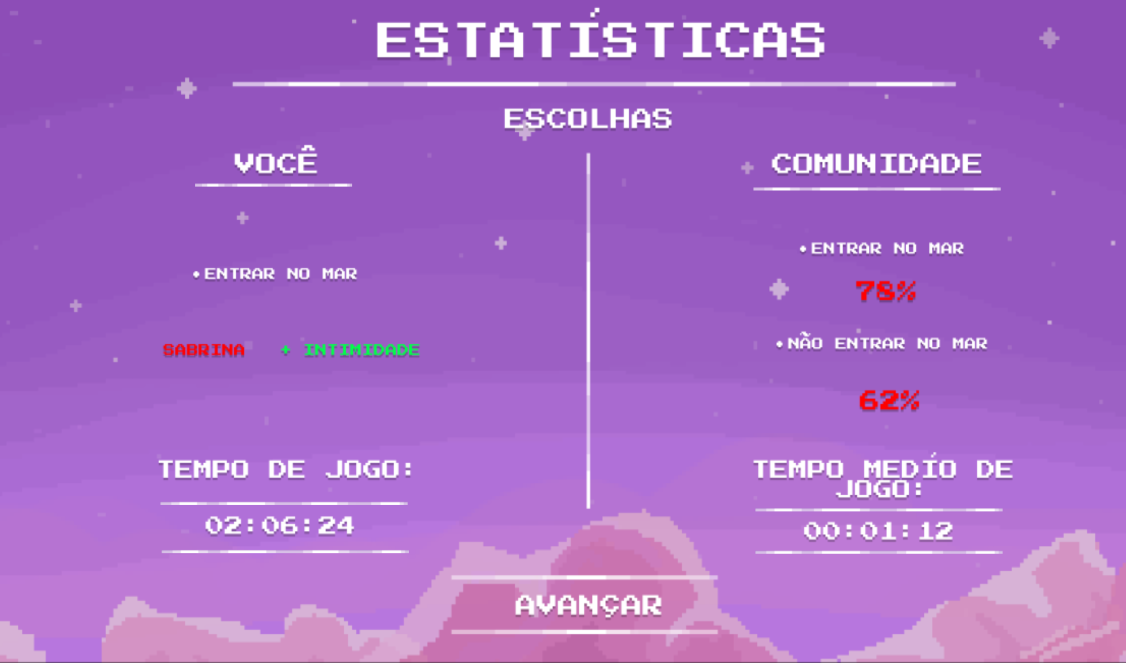 ESTATÍSTICAS
ESCOLHAS
VOCÊ
•ENTRAR NO MAR
SABRINA + INTIMIDADE
TEMPO DE JOGO:
02:06:24
COMUNIDADE
•ENTRAR NO MAR
78%
•NÃO ENTRAR NO MAR
62%
TEMPO MEDÍO DE
JOGO:
00:01:12
AVANÇAR